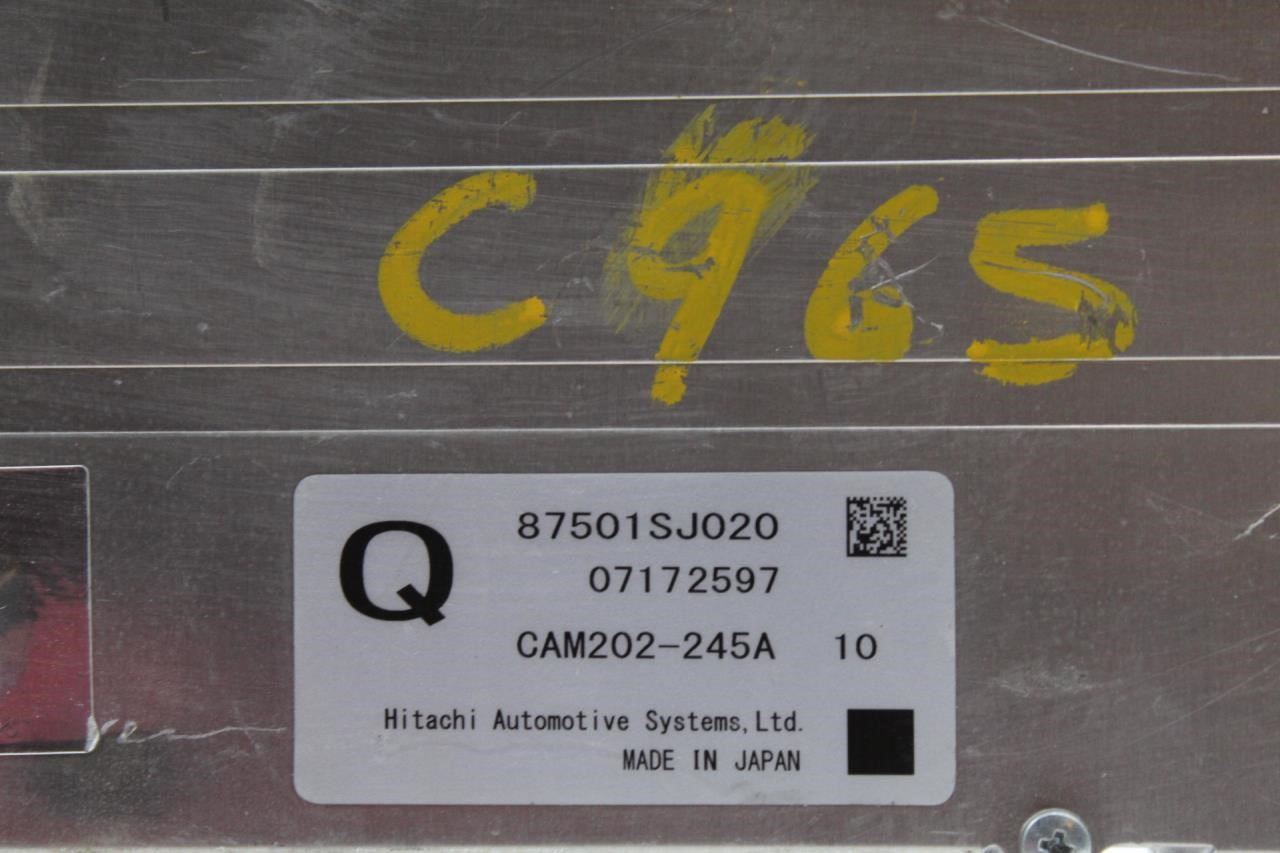 C965
Q
87501SJ020
07172597
CAM202-245A 10
Hitachi Automotive Systems,Ltd.
MADE IN JAPAN